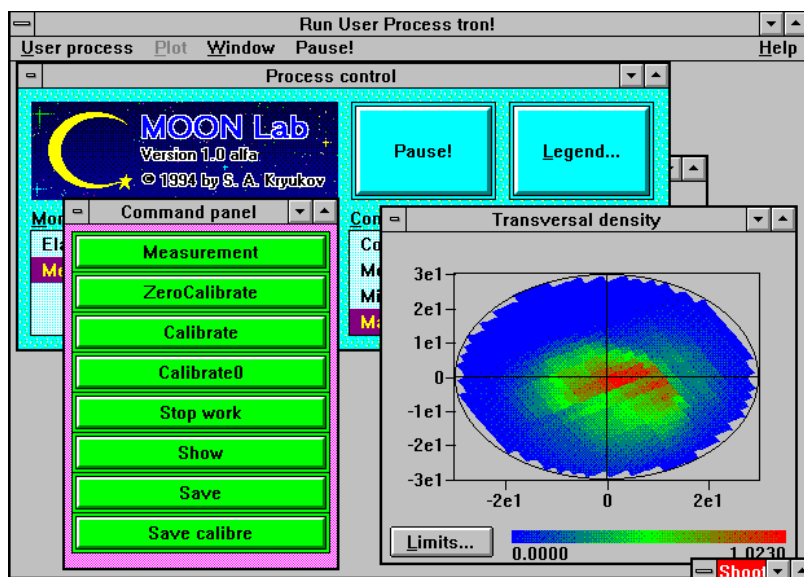 Run User Process tron!
User process Plot Window Pause! Help
Process control
MOON Lab
Version 1.0 alfa
© 1994 by S. A. Kryukov
Pause!
Legend...
Command panel
Measurement
ZeroCalibrate
Calibrate
Calibrate0
Stop work
Show
Save
Save calibre
Transversal density
3e1
2e1
1e1
0
-1e1
-2e1
-3e1
-2e1 0 2e1
Limits...
0.0000 1.0230
Shoot